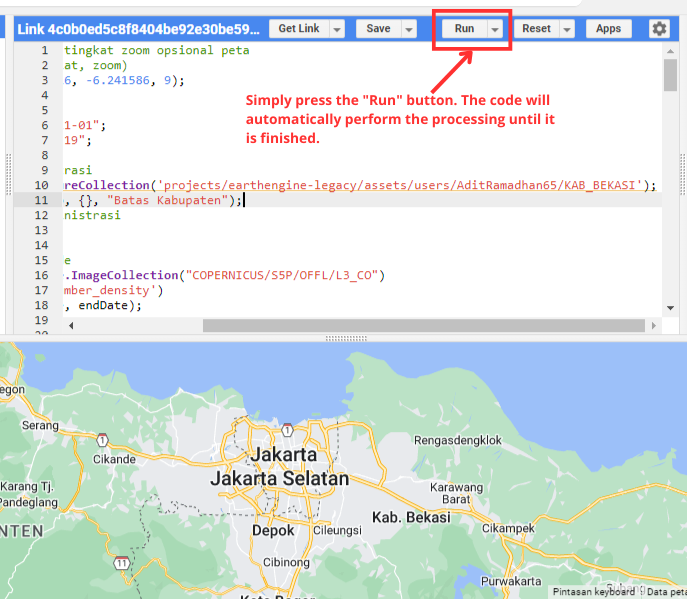 Link 4c0b0ed5c8f8404be92e30be59... Get Link Save Run Reset Apps
1 tingkat zoom opsional peta
2 at, zoom)
3 6, -6.241586, 9);
4
5
6 1-01";
7 19";
8
9 rasi
10 reCollection('projects/earthengine-legacy/assets/users/AditRamadhan65/KAB_BEKASI');
11 , {}, "Batas Kabupaten");
12 nistrasi
13
14
15 e
16 .ImageCollection("COPERNICUS/S5P/OFFL/L3_CO")
17 mber_density')
18 , endDate);
19
20
Simply press the "Run" button. The code will
automatically perform the processing until it
is finished.
egon
Serang
1
1
Cikande
Jakarta
Jakarta Selatan
Rengasdengklok
Karang Tj.
Pandeglang
Karawang
Barat
NTEN
Depok
Cileungsi
Kab. Bekasi
Cikampek
11
Cibinong
Purwakarta
Pintasan keyboard
Data peta